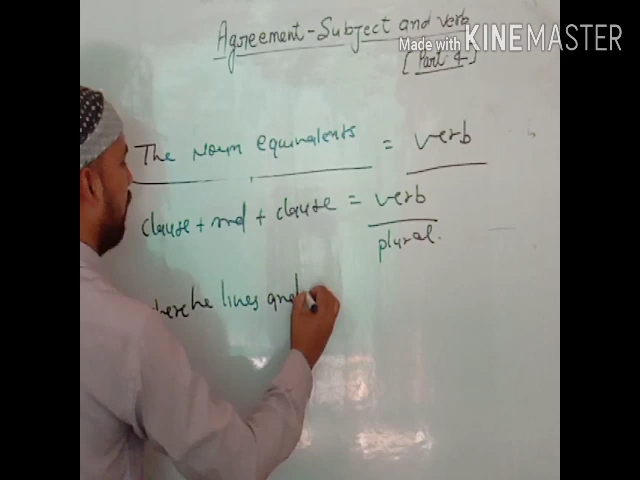 Agreement-Subject and verb
Made with KINEMASTER
[Part 4]
The Noun equivalents = verb
clause + and + clause = verb
plural.
where he lives and